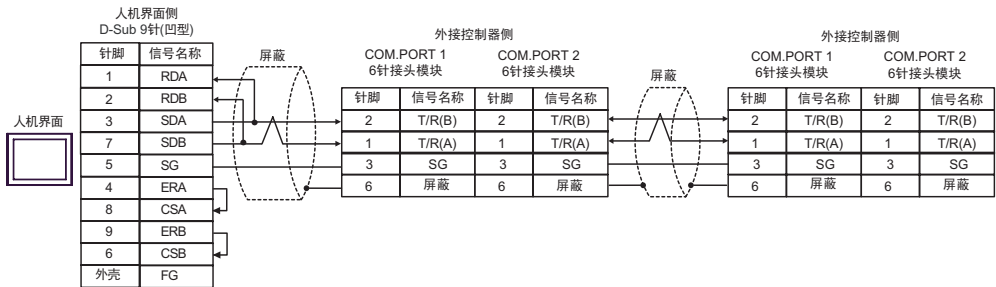 人机界面侧
D-Sub 9针(凹型)
针脚 信号名称
1 RDA
2 RDB
3 SDA
7 SDB
5 SG
4 ERA
8 CSA
9 ERB
6 CSB
外壳 FG
人机界面
屏蔽
外接控制器侧
COM.PORT 1 COM.PORT 2
6针接头模块 6针接头模块
针脚 信号名称 针脚 信号名称
2 T/R(B) 2 T/R(B)
1 T/R(A) 1 T/R(A)
3 SG 3 SG
6 屏蔽 6 屏蔽
屏蔽
外接控制器侧
COM.PORT 1 COM.PORT 2
6针接头模块 6针接头模块
针脚 信号名称 针脚 信号名称
2 T/R(B) 2 T/R(B)
1 T/R(A) 1 T/R(A)
3 SG 3 SG
6 屏蔽 6 屏蔽